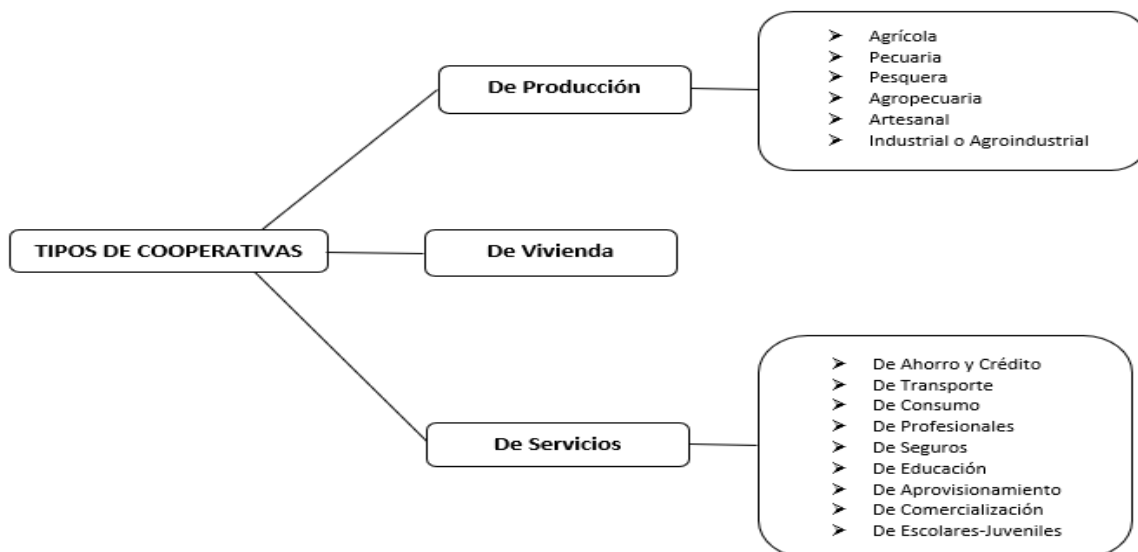 TIPOS DE COOPERATIVAS
De Producción
➤ Agrícola
➤ Pecuaria
➤ Pesquera
➤ Agropecuaria
➤ Artesanal
➤ Industrial o Agroindustrial
De Vivienda
De Servicios
➤ De Ahorro y Crédito
➤ De Transporte
➤ De Consumo
➤ De Profesionales
➤ De Seguros
➤ De Educación
➤ De Aprovisionamiento
➤ De Comercialización
➤ De Escolares-Juveniles